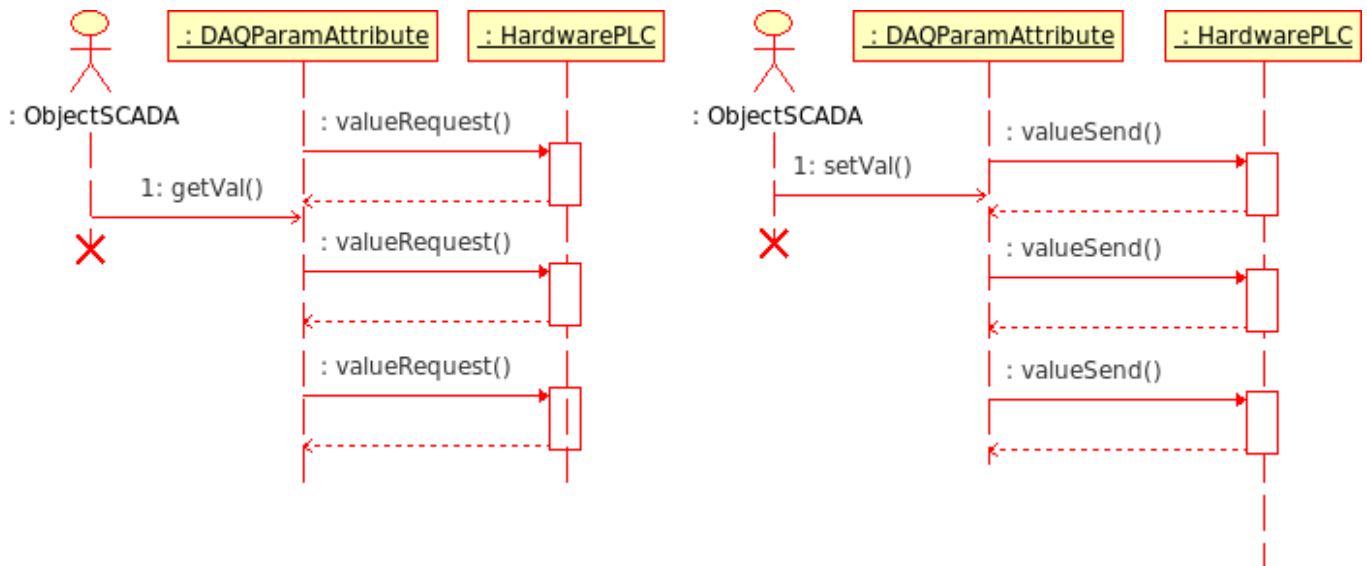 : DAQParamAttribute
: HardwarePLC
: ObjectSCADA
: valueRequest()
1: getVal()
: valueRequest()
: valueRequest()
: DAQParamAttribute
: HardwarePLC
: ObjectSCADA
: valueSend()
1: setVal()
: valueSend()
: valueSend()